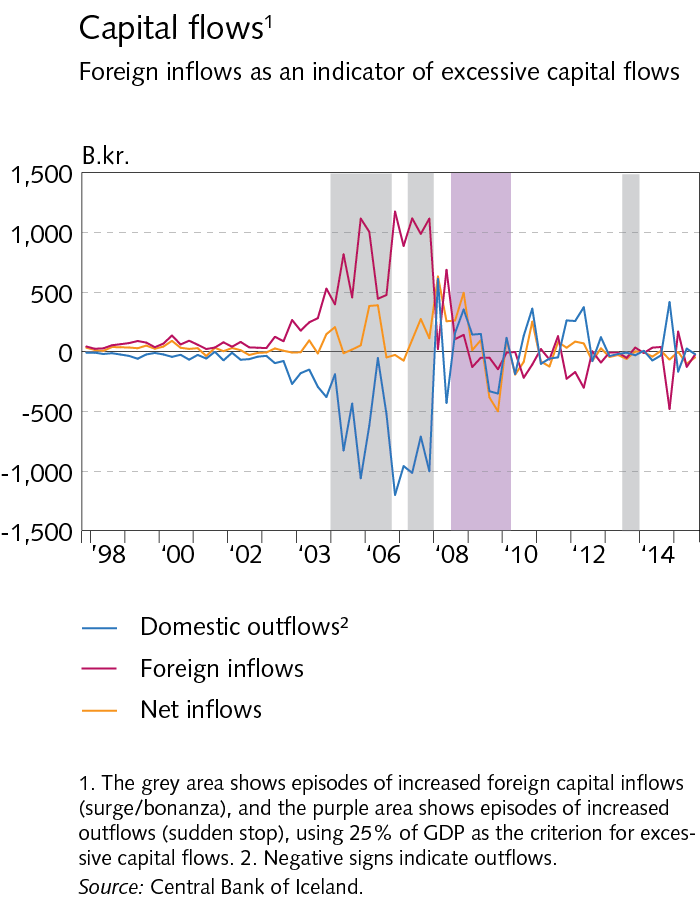 Capital flows¹
Foreign inflows as an indicator of excessive capital flows
B.kr.
1,500
1,000
500
0
-500
-1,000
-1,500
‘98 ‘00 ‘02 ‘03 ‘06 ‘08 ‘10 ‘12 ‘14
Domestic outflows²
Foreign inflows
Net inflows
1. The grey area shows episodes of increased foreign capital inflows
(surge/bonanza), and the purple area shows episodes of increased
outflows (sudden stop), using 25% of GDP as the criterion for exces-
sive capital flows. 2. Negative signs indicate outflows.
Source: Central Bank of Iceland.